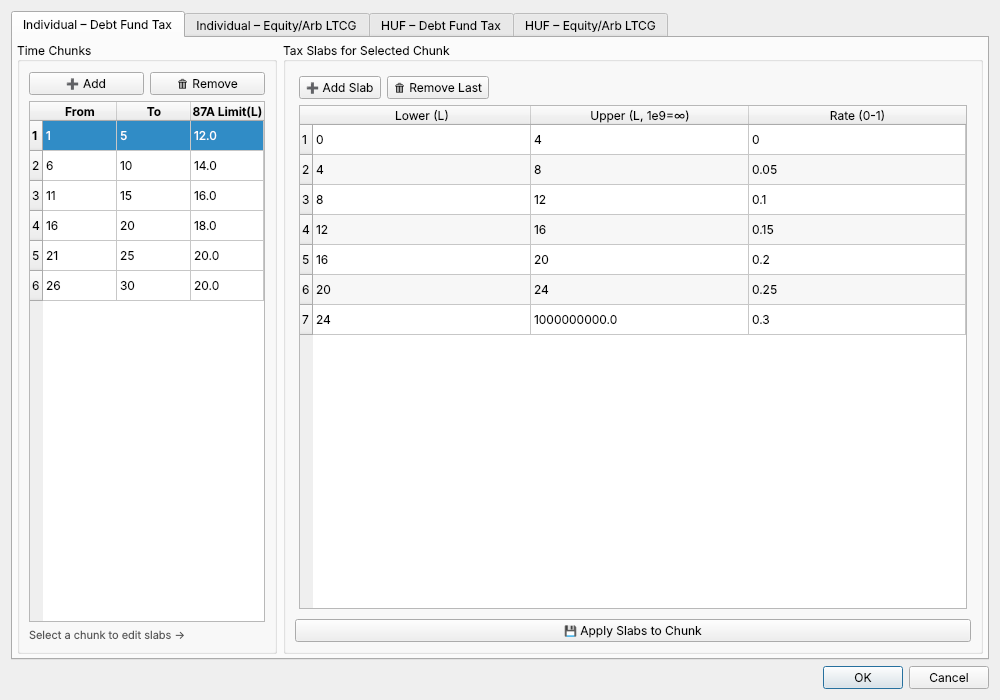 Individual – Debt Fund Tax Individual – Equity/Arb LTCG HUF – Debt Fund Tax HUF – Equity/Arb LTCG
Time Chunks
➕ Add 🗑 Remove
From To 87A Limit(L)
1 1 5 12.0
2 6 10 14.0
3 11 15 16.0
4 16 20 18.0
5 21 25 20.0
6 26 30 20.0
Select a chunk to edit slabs →
Tax Slabs for Selected Chunk
➕ Add Slab 🗑 Remove Last
Lower (L) Upper (L, 1e9=∞) Rate (0-1)
1 0 4 0
2 4 8 0.05
3 8 12 0.1
4 12 16 0.15
5 16 20 0.2
6 20 24 0.25
7 24 1000000000.0 0.3
💾 Apply Slabs to Chunk
OK Cancel